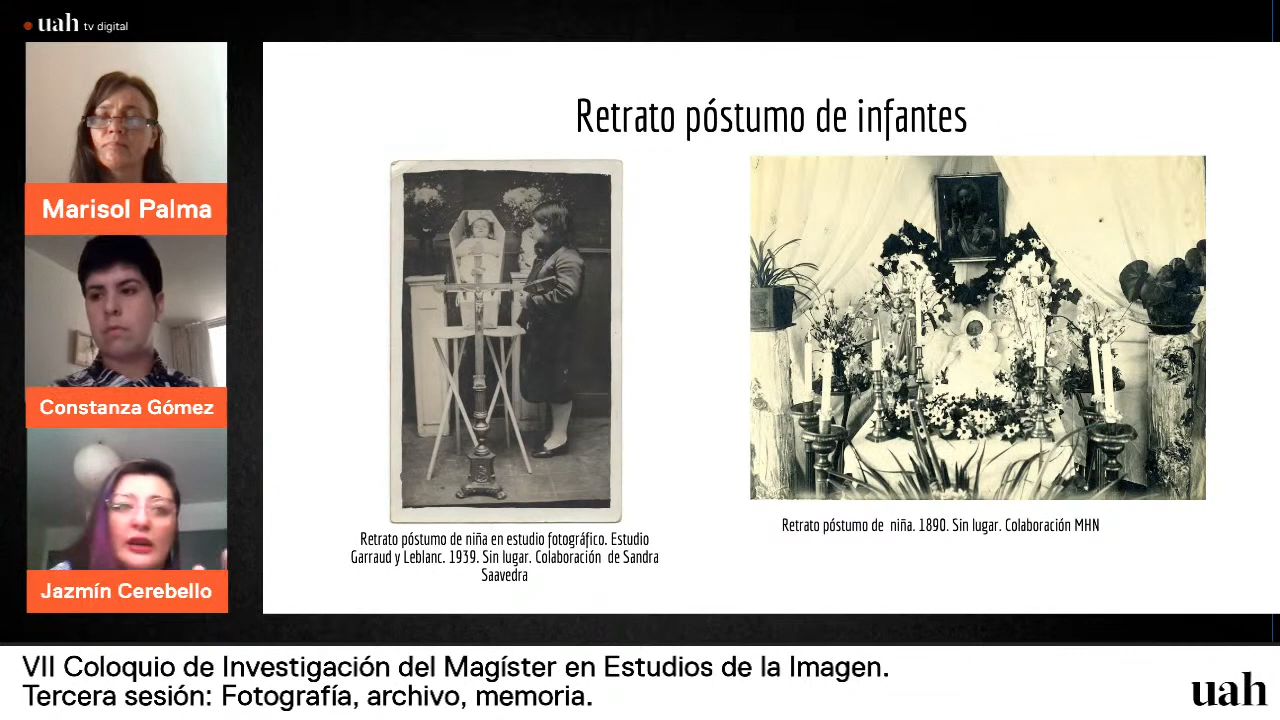 uah tv digital
Marisol Palma
Constanza Gómez
Jazmín Cerebello
Retrato póstumo de infantes
Retrato póstumo de niña en estudio fotográfico. Estudio
Garraud y Leblanc. 1939. Sin lugar. Colaboración de Sandra
Saavedra
Retrato póstumo de niña. 1890. Sin lugar. Colaboración MHN
VII Coloquio de Investigación del Magíster en Estudios de la Imagen.
Tercera sesión: Fotografía, archivo, memoria.
uah